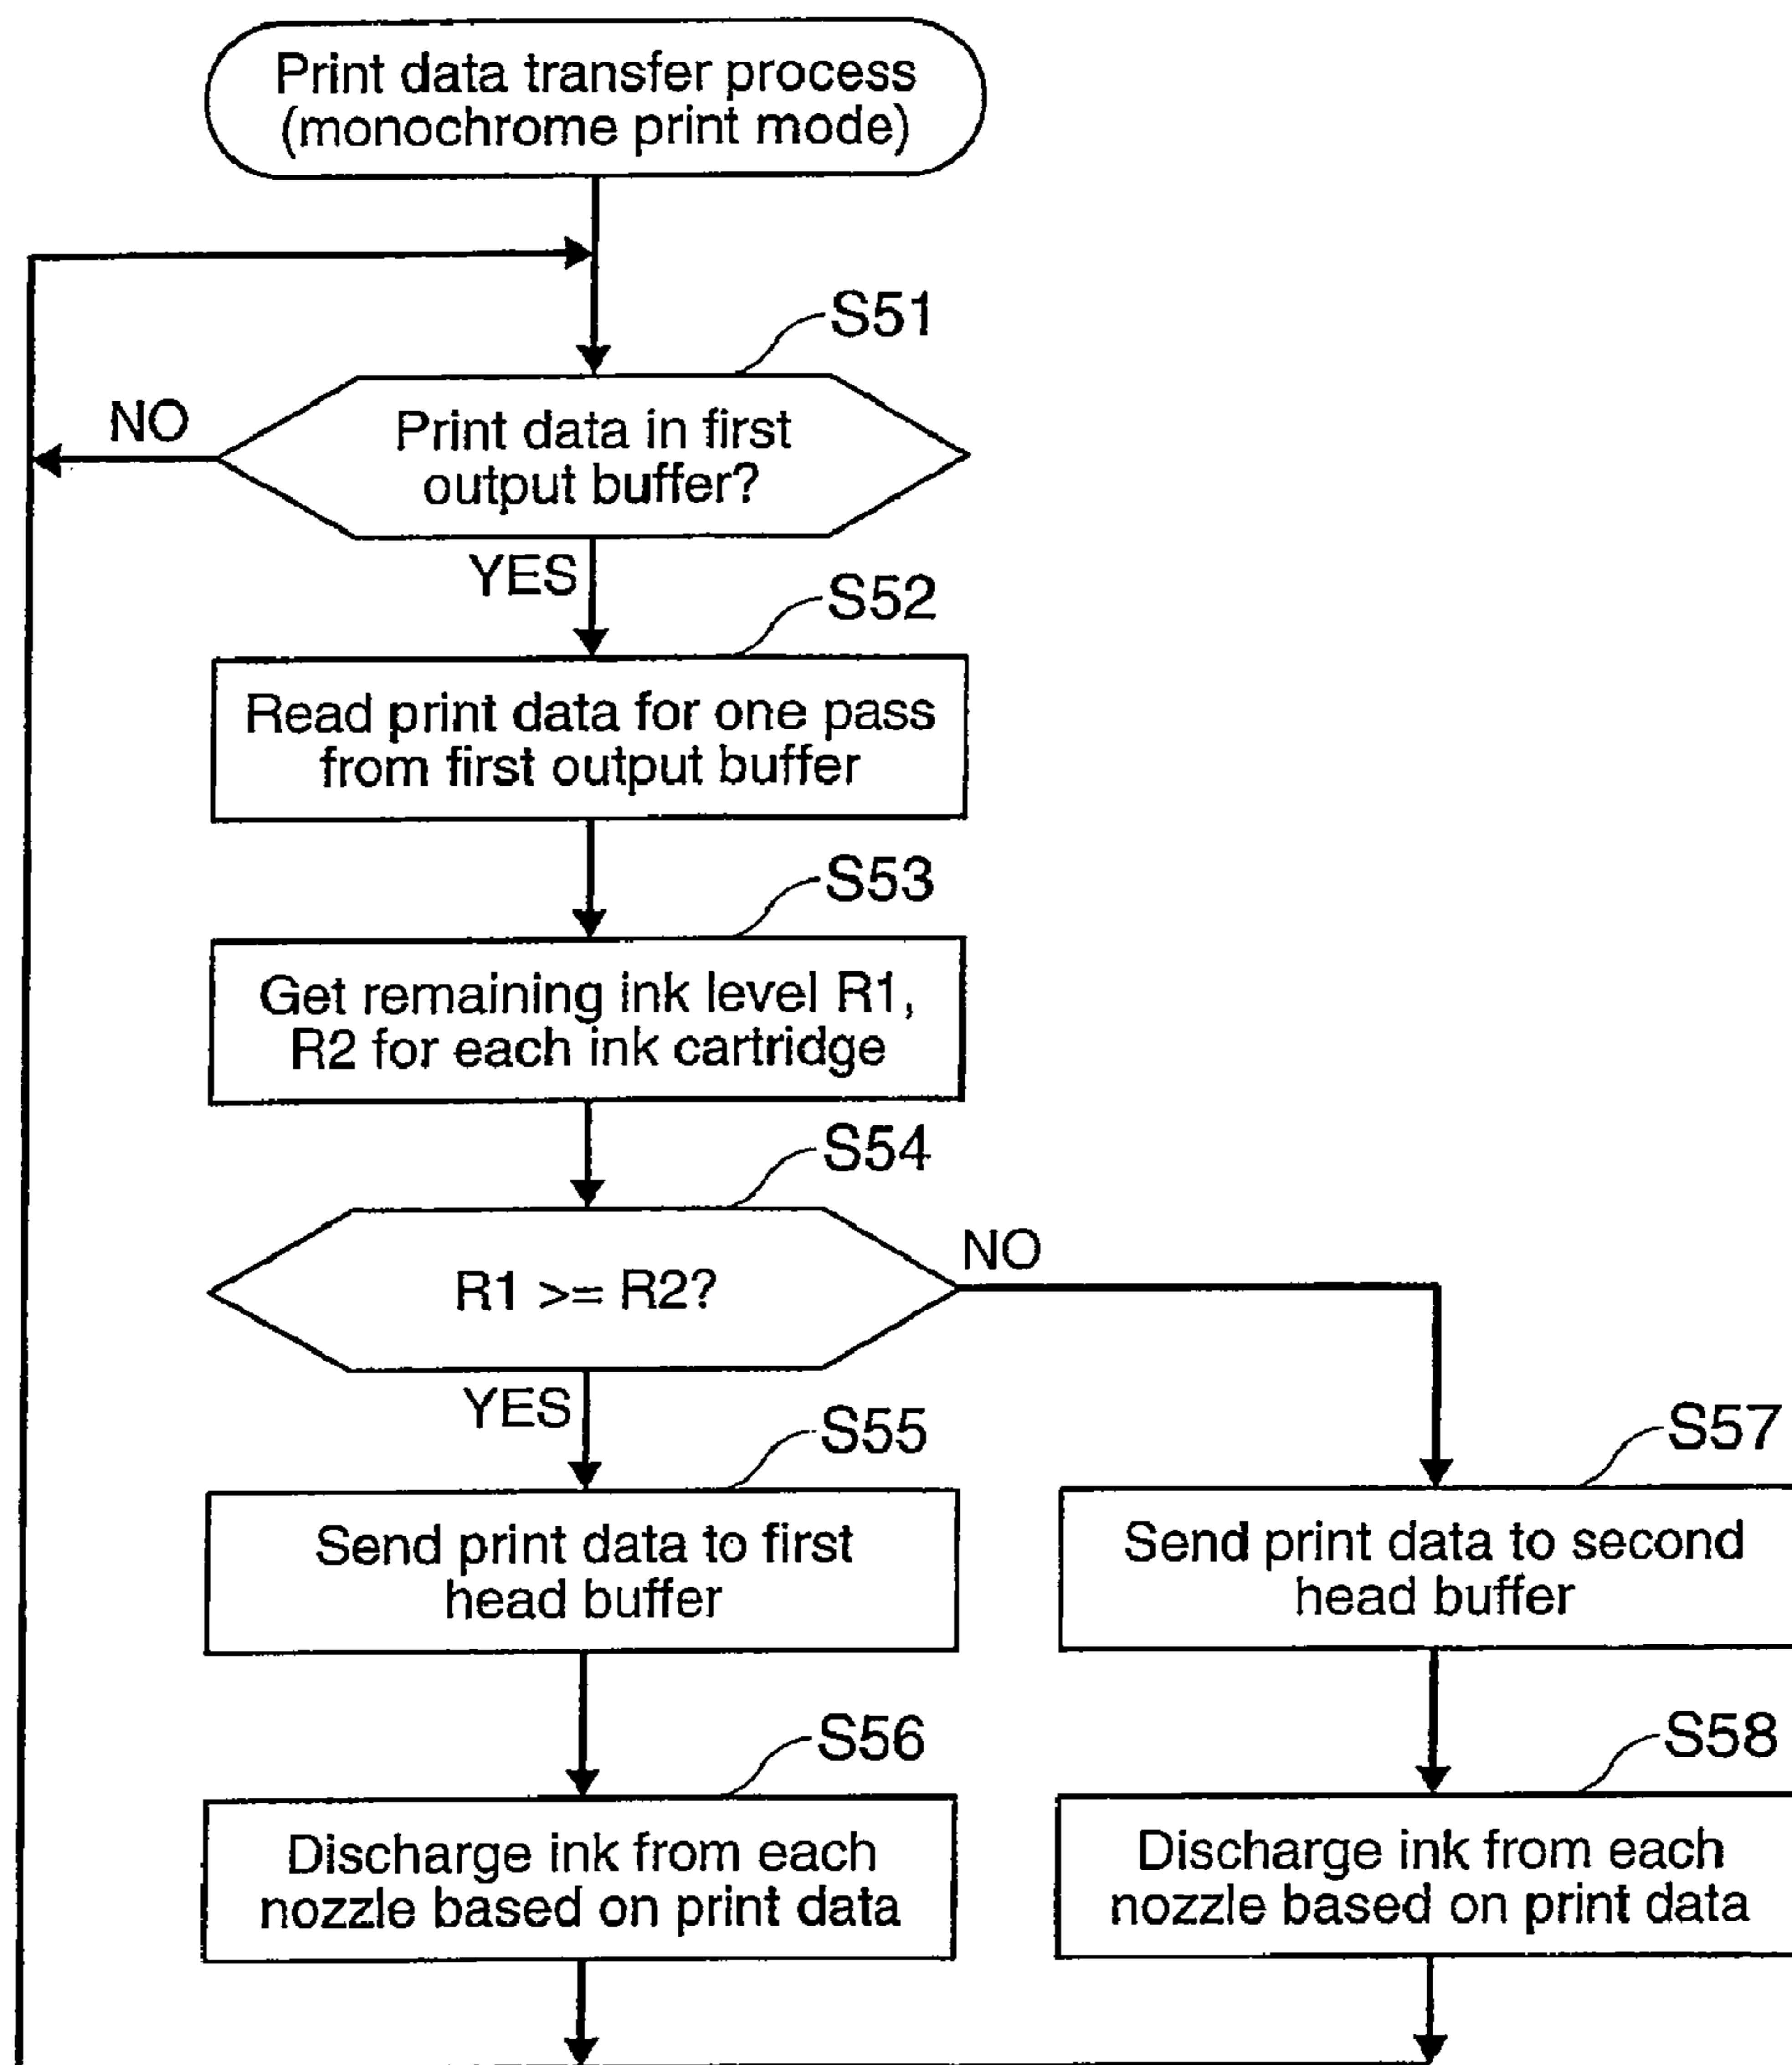 Print data transfer process
(monochrome print mode)
S51
NO
Print data in first
output buffer?
YES
S52
Read print data for one pass
from first output buffer
S53
Get remaining ink level R1,
R2 for each ink cartridge
S54
NO
R1 >= R2?
YES
S55
S57
Send print data to first
head buffer
Send print data to second
head buffer
S56
S58
Discharge ink from each
nozzle based on print data
Discharge ink from each
nozzle based on print data